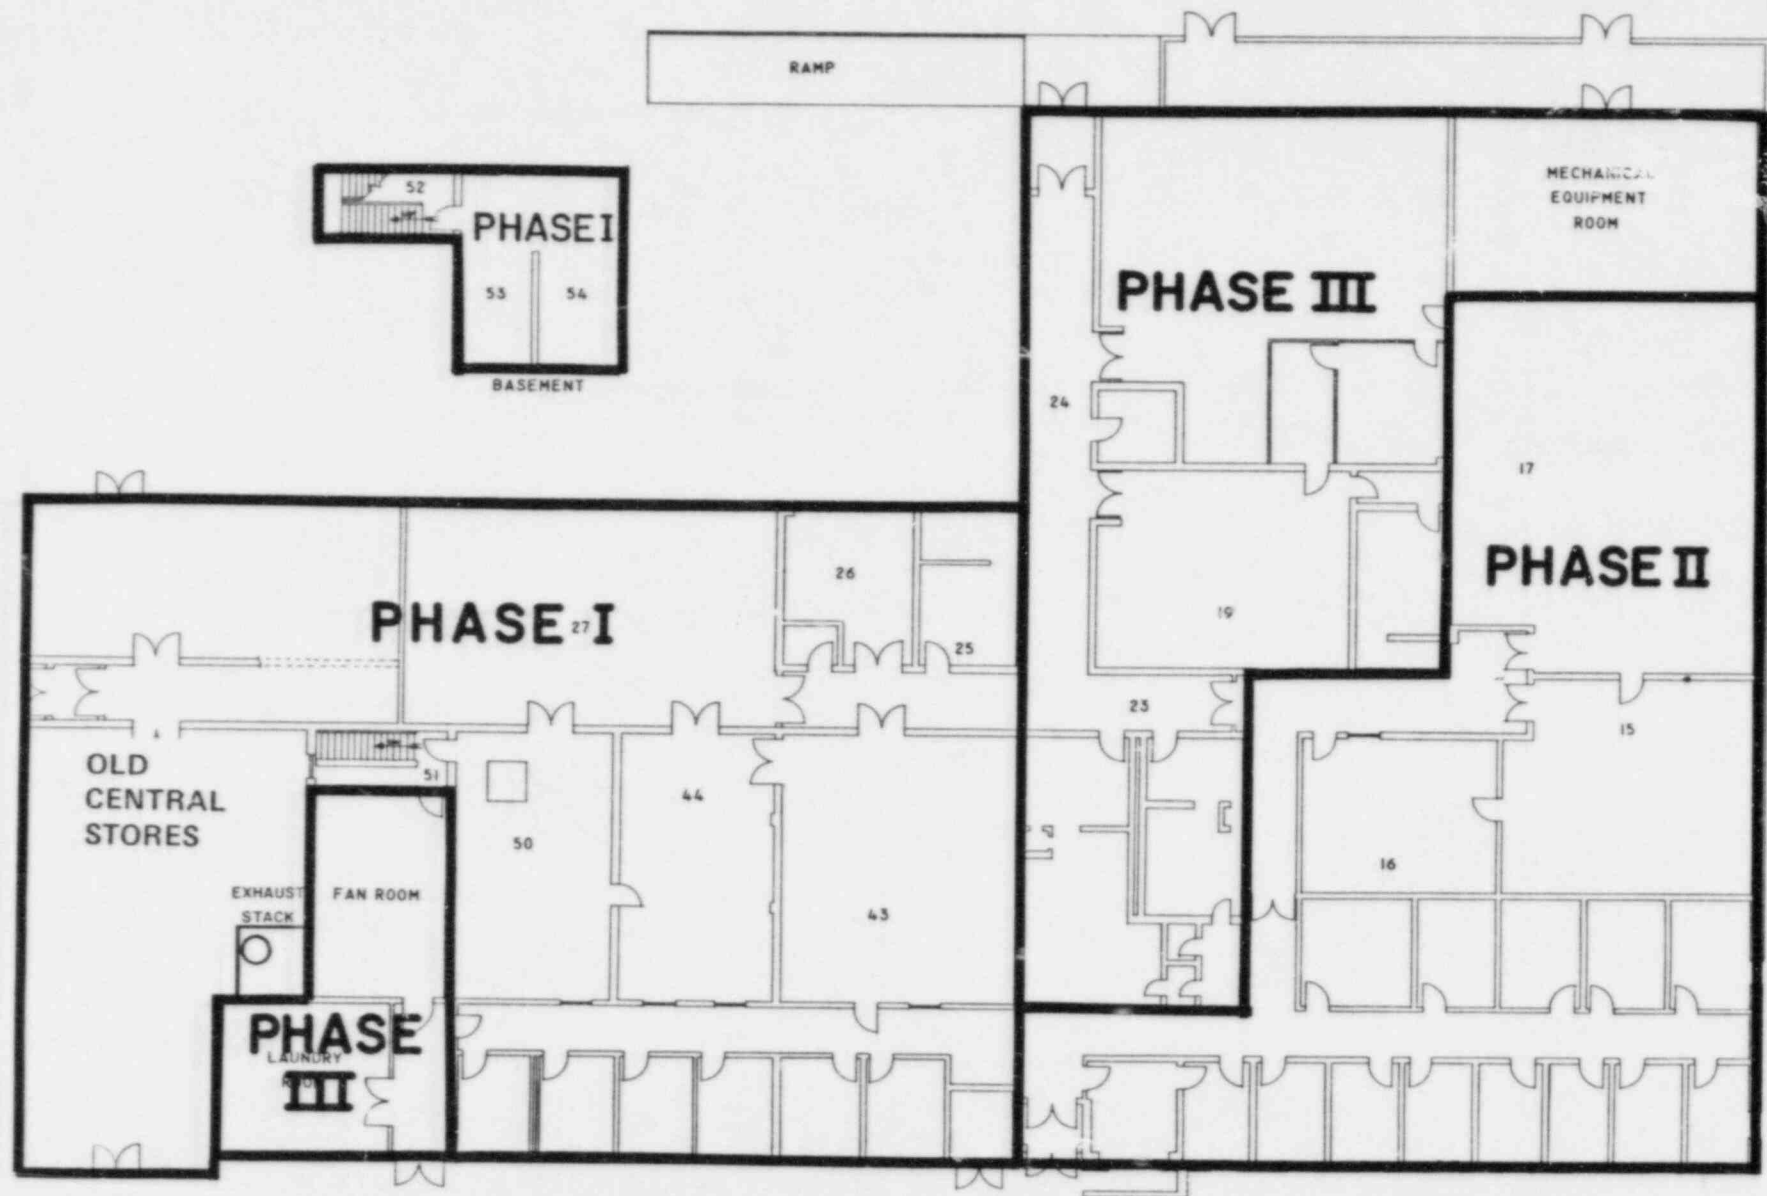 RAMP
MECHANICAL
EQUIPMENT
ROOM
52
PHASE I
53
54
BASEMENT
PHASE III
24
17
PHASE II
26
19
PHASE I
27
25
23
15
OLD
CENTRAL
STORES
51
44
50
16
EXHAUST
STACK
FAN ROOM
43
PHASE
III
LAUNDRY